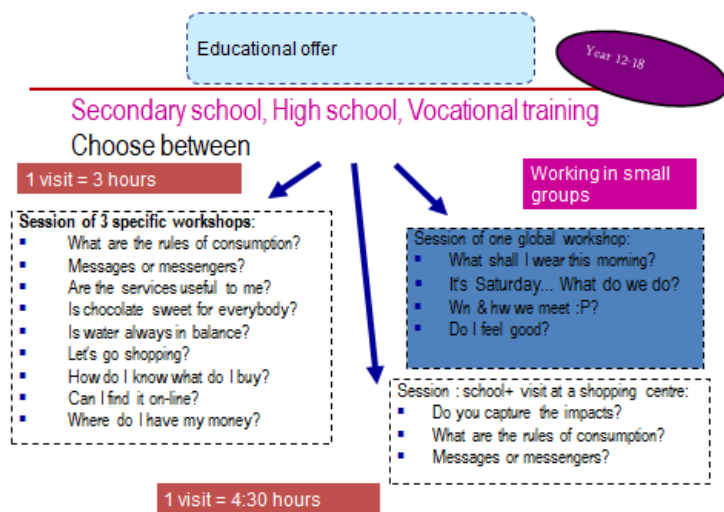 Educational offer
Year 12-18
Secondary school, High school, Vocational training
Choose between
1 visit = 3 hours
Working in small
groups
Session of 3 specific workshops:
What are the rules of consumption?
Messages or messengers?
Are the services useful to me?
Is chocolate sweet for everybody?
Is water always in balance?
Let's go shopping?
How do I know what do I buy?
Can I find it on-line?
Where do I have my money?
Session of one global workshop:
What shall I wear this morning?
It's Saturday... What do we do?
Wn & hw we meet :P?
Do I feel good?
Session : school+ visit at a shopping centre:
Do you capture the impacts?
What are the rules of consumption?
Messages or messengers?
1 visit = 4:30 hours